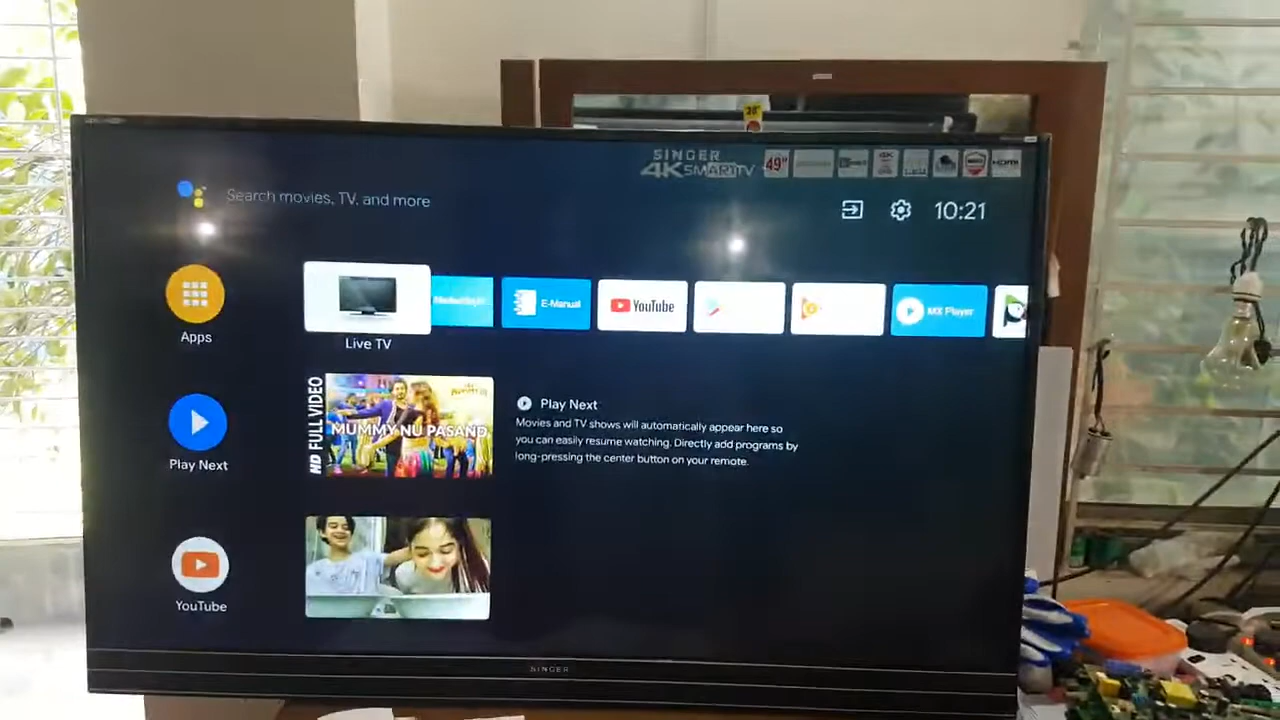 SINGER
4K SMART TV
49"
4K
HDMI
38"
Search movies, TV, and more
10:21
E-Manual
YouTube
MX Player
Apps
Live TV
HD FULL VIDEO
MUMMY NU PASAND
Play Next
Movies and TV shows will automatically appear here so
you can easily resume watching. Directly add programs by
long-pressing the center button on your remote.
Play Next
YouTube
SINGER